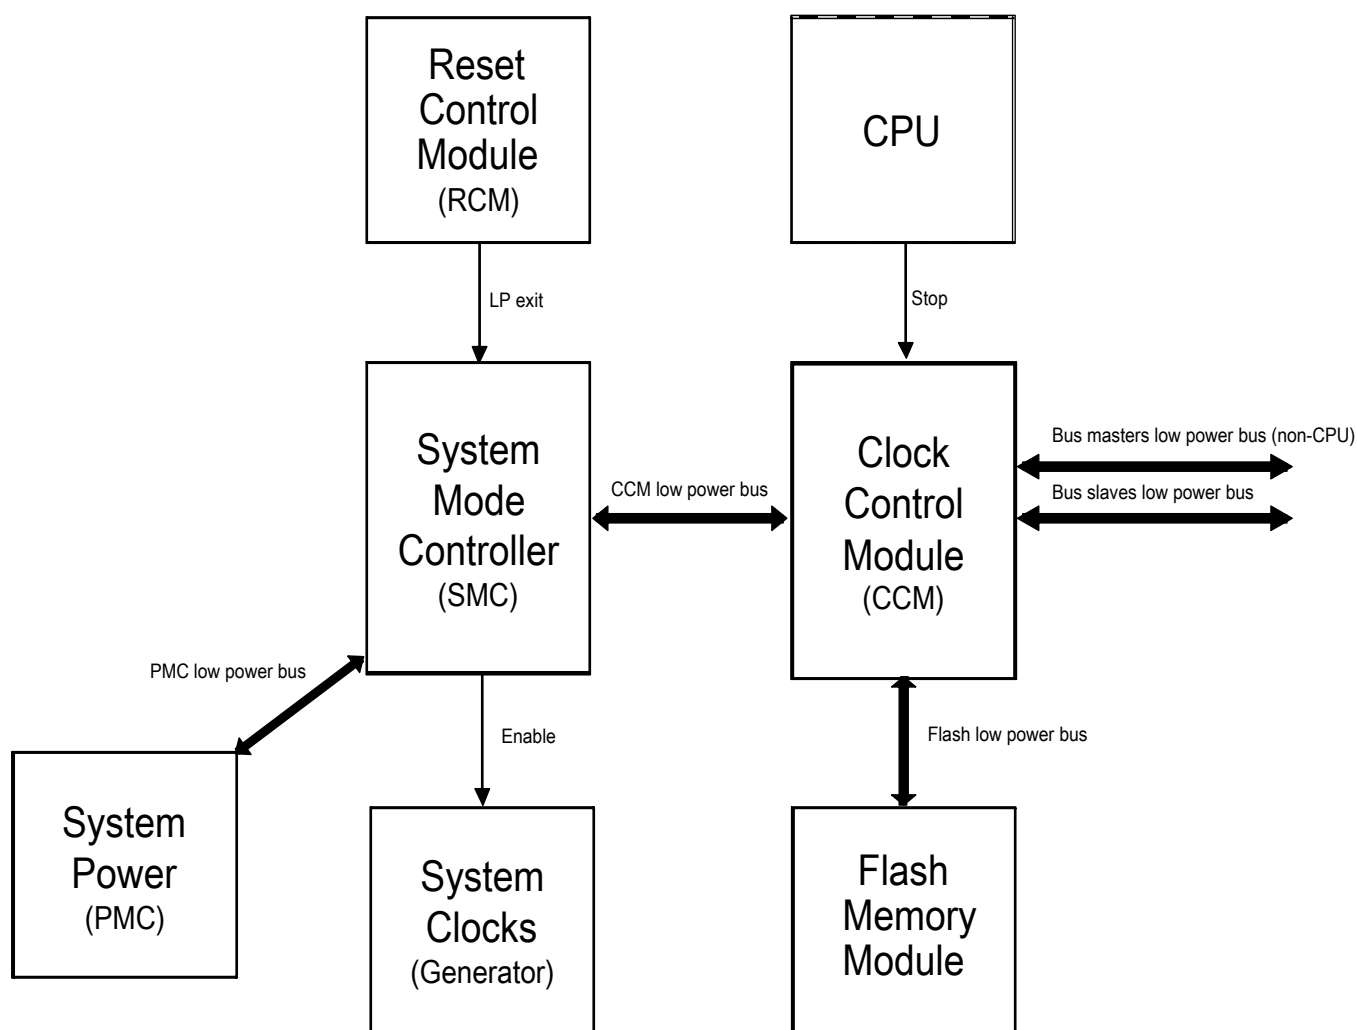 Reset
Control
Module
(RCM)
CPU
LP exit
Stop
System
Mode
Controller
(SMC)
CCM low power bus
Clock
Control
Module
(CCM)
Bus masters low power bus (non-CPU)
Bus slaves low power bus
PMC low power bus
Enable
Flash low power bus
System
Power
(PMC)
System
Clocks
(Generator)
Flash
Memory
Module